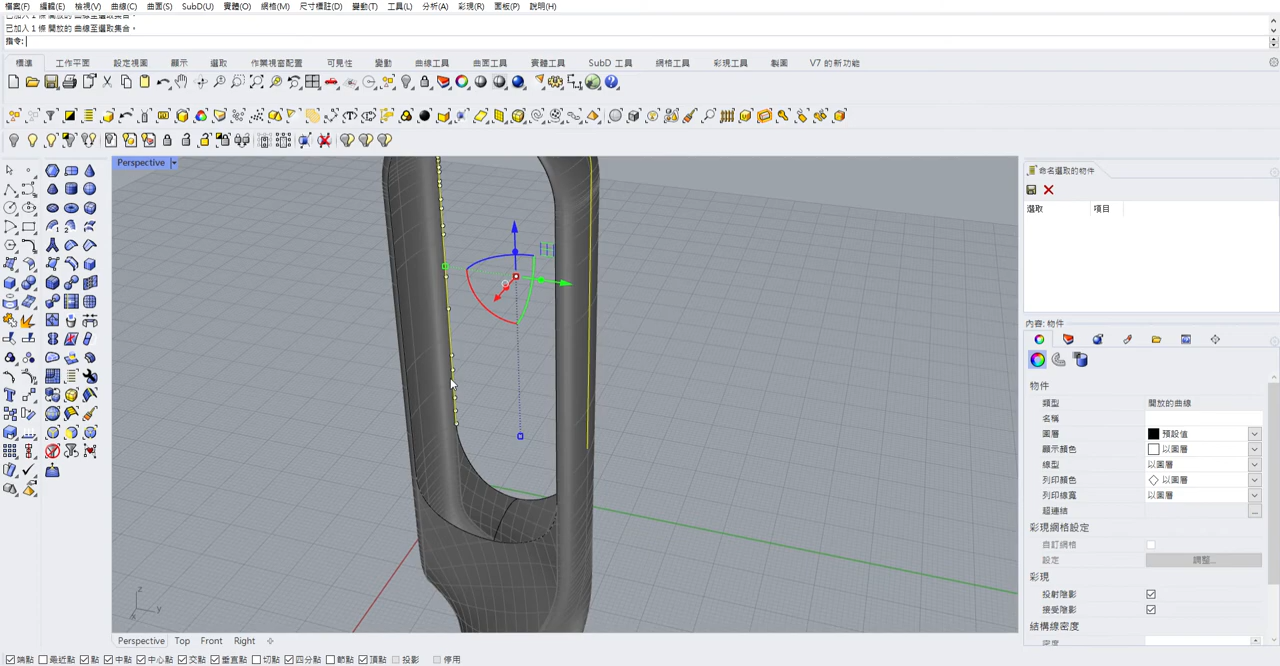 檔案(F) 編輯(E) 檢視(V) 曲線(C) 曲面(S) SubD(U) 實體(O) 網格(M) 尺寸標註(D) 變動(T) 工具(L) 分析(A) 彩現(R) 面板(P) 說明(H)
已加入 1 條 開放的 曲線至選取集合。
已加入 1 條 開放的 曲線至選取集合。
指令:
標準 工作平面 設定視圖 顯示 選取 作業視窗配置 可見性 變動 曲線工具 曲面工具 實體工具 SubD 工具 網格工具 彩現工具 製圖 V7 的新功能
Perspective
命名選取的物件
選取 項目
內容: 物件
物件
類型 開放的曲線
名稱
圖層 預設值
顯示顏色 以圖層
線型 以圖層
列印顏色 以圖層
列印線寬 以圖層
超連結 ...
彩現網格設定
自訂網格
設定 調整...
彩現
投射陰影
接受陰影
結構線密度
密度
z
y
x
Perspective Top Front Right
端點 最近點 點 中點 中心點 交點 垂直點 切點 四分點 節點 頂點 投影 停用